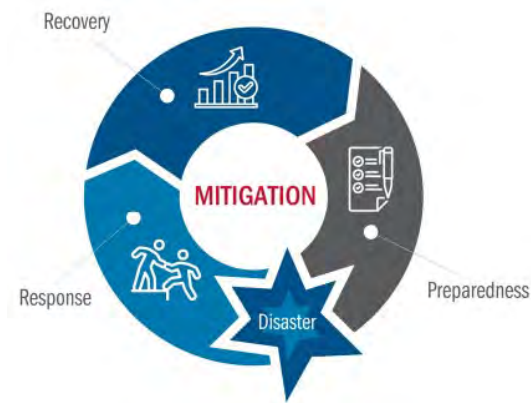 Recovery
MITIGATION
Response
Disaster
Preparedness